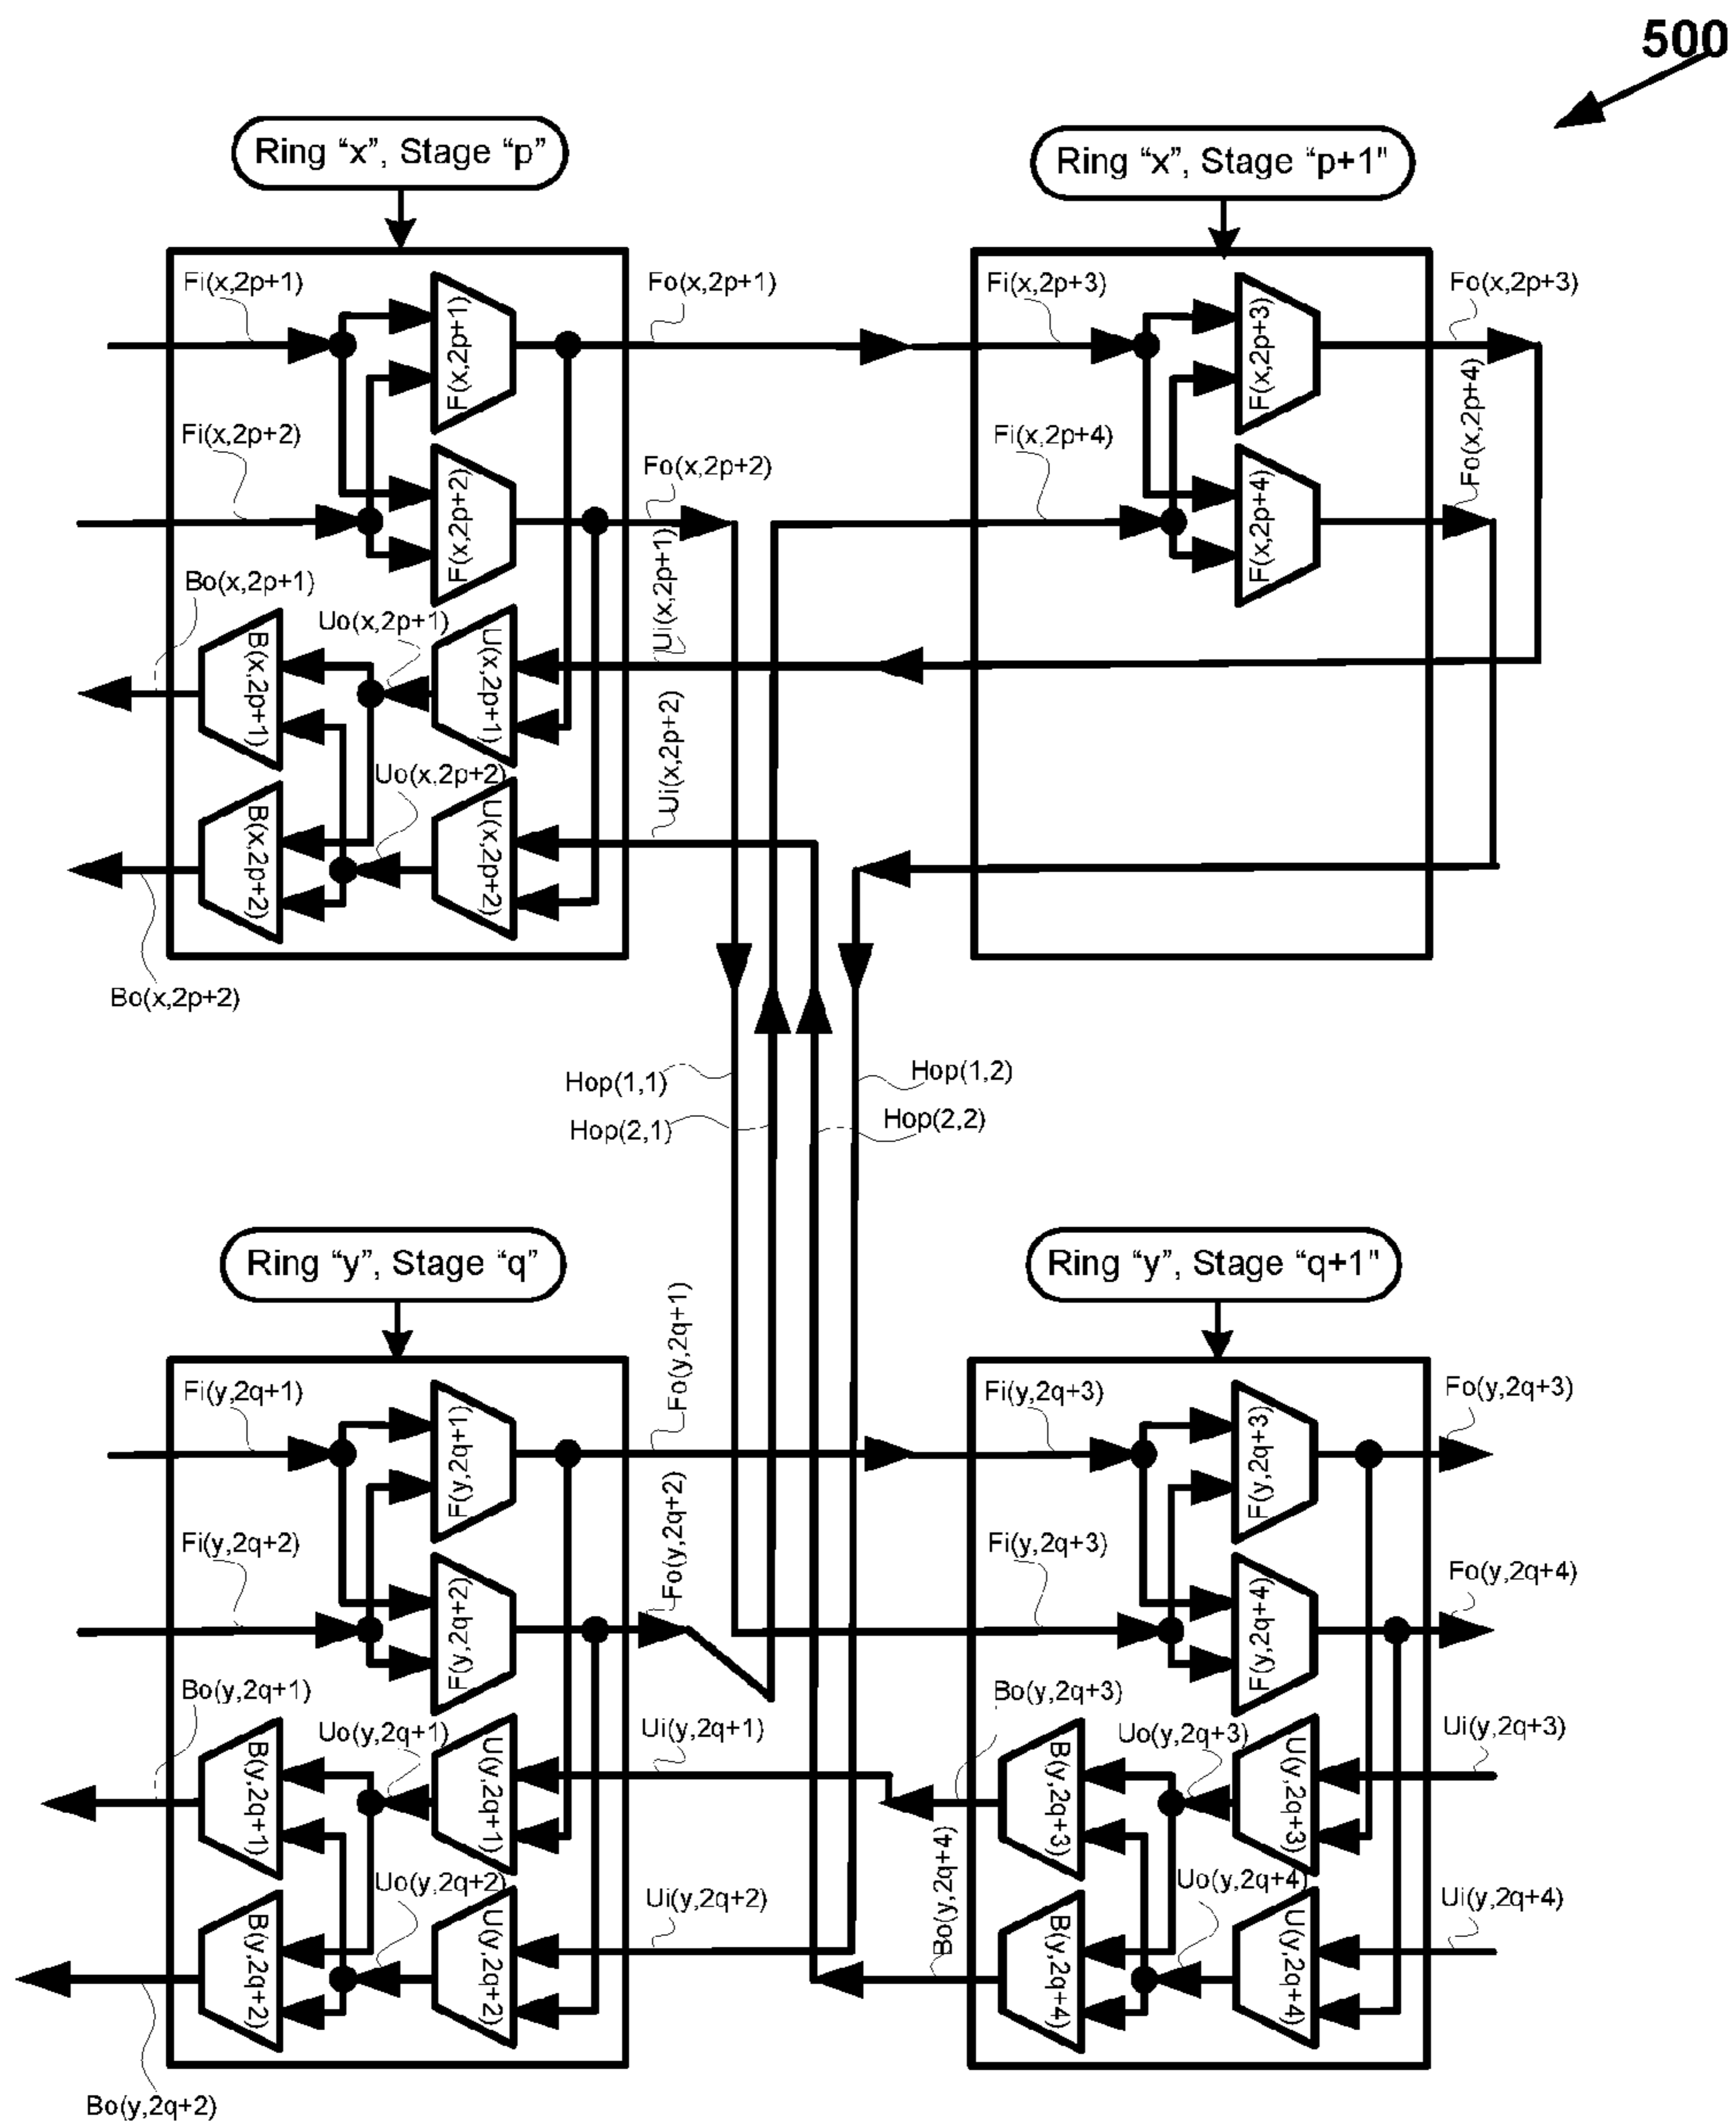 500
Ring “x”, Stage “p”
Ring “x”, Stage “p+1"
Fi(x,2p+1)
F(x,2p+1)
Fo(x,2p+1)
Fi(x,2p+2)
F(x,2p+2)
Fo(x,2p+2)
Bo(x,2p+1)
B(x,2p+1)
Uo(x,2p+1)
U(x,2p+1)
Ui(x,2p+1)
Uo(x,2p+2)
B(x,2p+2)
U(x,2p+2)
Ui(x,2p+2)
Bo(x,2p+2)
Fi(x,2p+3)
F(x,2p+3)
Fo(x,2p+3)
Fi(x,2p+4)
F(x,2p+4)
Fo(x,2p+4)
Hop(1,1)
Hop(1,2)
Hop(2,1)
Hop(2,2)
Ring “y”, Stage “q”
Ring “y”, Stage “q+1"
Fi(y,2q+1)
F(y,2q+1)
Fo(y,2q+1)
Fi(y,2q+2)
F(y,2q+2)
Fo(y,2q+2)
Bo(y,2q+1)
B(y,2q+1)
Uo(y,2q+1)
U(y,2q+1)
Ui(y,2q+1)
Uo(y,2q+2)
B(y,2q+2)
U(y,2q+2)
Ui(y,2q+2)
Bo(y,2q+2)
Fi(y,2q+3)
F(y,2q+3)
Fo(y,2q+3)
Fi(y,2q+3)
F(y,2q+4)
Fo(y,2q+4)
Bo(y,2q+3)
B(y,2q+3)
Uo(y,2q+3)
U(y,2q+3)
Ui(y,2q+3)
Bo(y,2q+4)
B(y,2q+4)
Uo(y,2q+4)
U(y,2q+4)
Ui(y,2q+4)